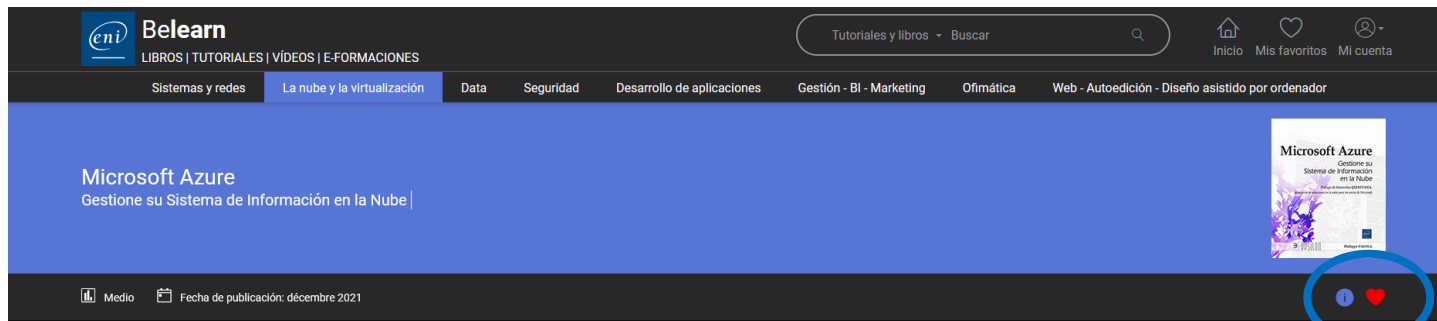 eni
Belearn
LIBROS | TUTORIALES | VÍDEOS | E-FORMACIONES
Tutoriales y libros Buscar
Inicio Mis favoritos Mi cuenta
Sistemas y redes La nube y la virtualización Data Seguridad Desarrollo de aplicaciones Gestión - BI - Marketing Ofimática Web - Autoedición - Diseño asistido por ordenador
Microsoft Azure
Gestione su Sistema de Información en la Nube
Microsoft Azure
Gestione su
Sistema de Información
en la Nube
eni
Medio Fecha de publicación: décembre 2021
i